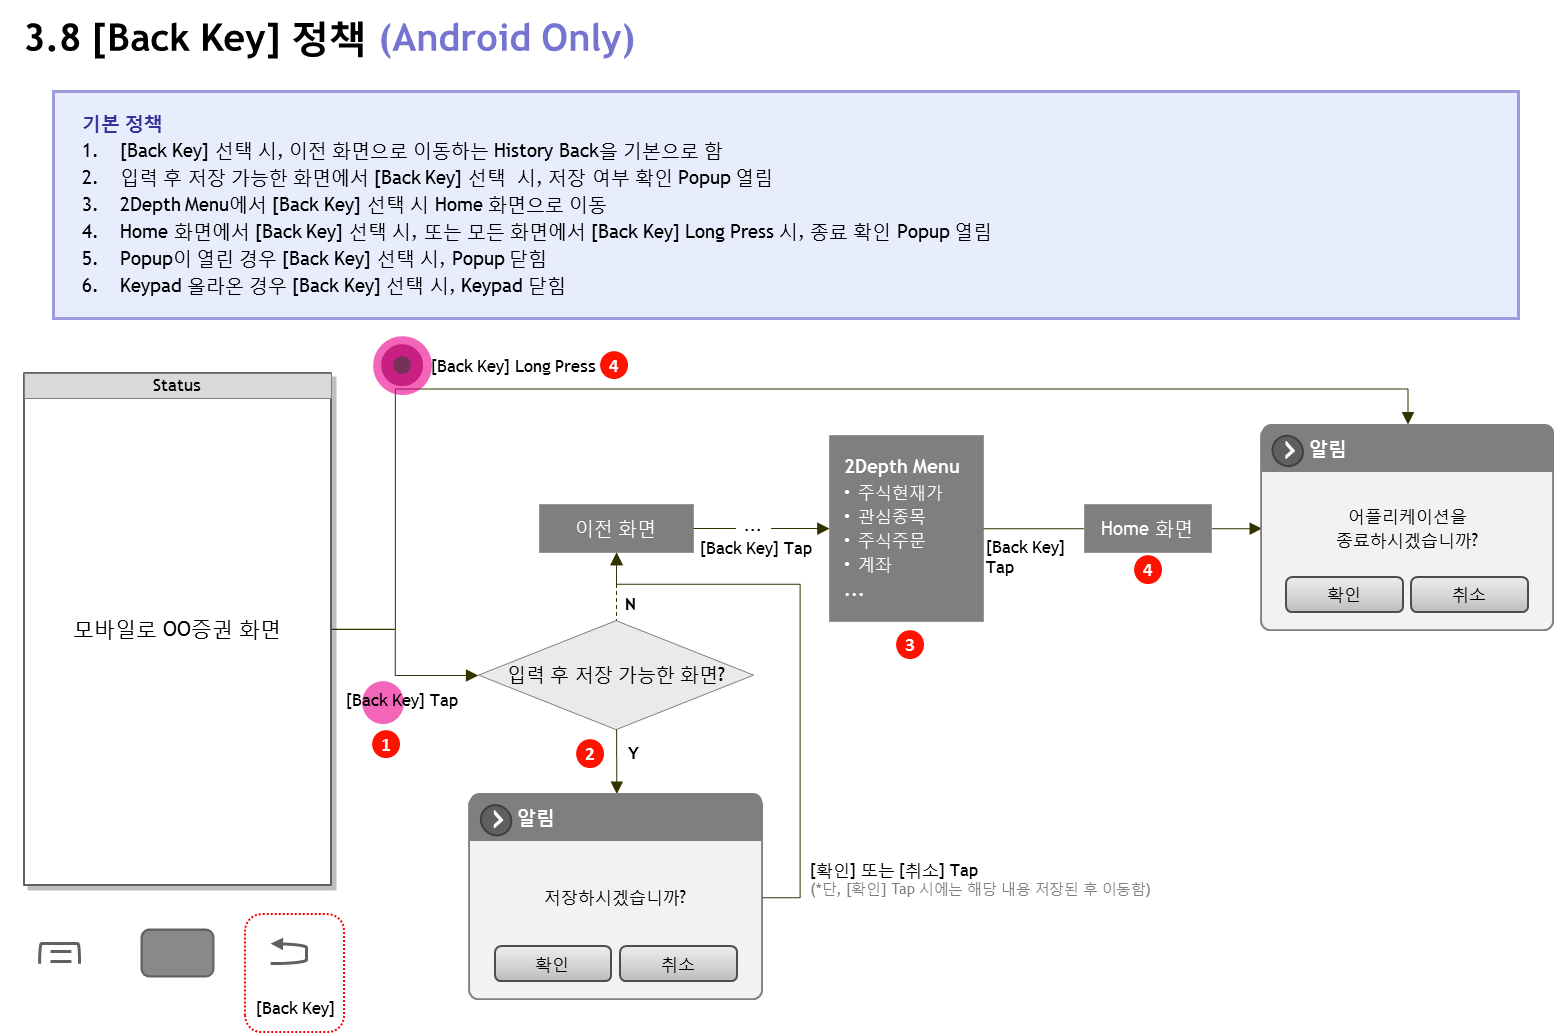 3.8 [Back Key] 정책 (Android Only)
기본 정책
1. [Back Key] 선택 시, 이전 화면으로 이동하는 History Back을 기본으로 함
2. 입력 후 저장 가능한 화면에서 [Back Key] 선택 시, 저장 여부 확인 Popup 열림
3. 2Depth Menu에서 [Back Key] 선택 시 Home 화면으로 이동
4. Home 화면에서 [Back Key] 선택 시, 또는 모든 화면에서 [Back Key] Long Press 시, 종료 확인 Popup 열림
5. Popup이 열린 경우 [Back Key] 선택 시, Popup 닫힘
6. Keypad 올라온 경우 [Back Key] 선택 시, Keypad 닫힘
[Back Key] Long Press 4
Status
모바일로 OO증권 화면
[Back Key] Tap
1
이전 화면
...
[Back Key] Tap
2Depth Menu
• 주식현재가
• 관심종목
• 주식주문
• 계좌
...
3
[Back Key]
Tap
Home 화면
4
알림
어플리케이션을
종료하시겠습니까?
확인
취소
N
입력 후 저장 가능한 화면?
2
Y
알림
저장하시겠습니까?
확인
취소
[확인] 또는 [취소] Tap
(*단, [확인] Tap 시에는 해당 내용 저장된 후 이동함)
[Back Key]